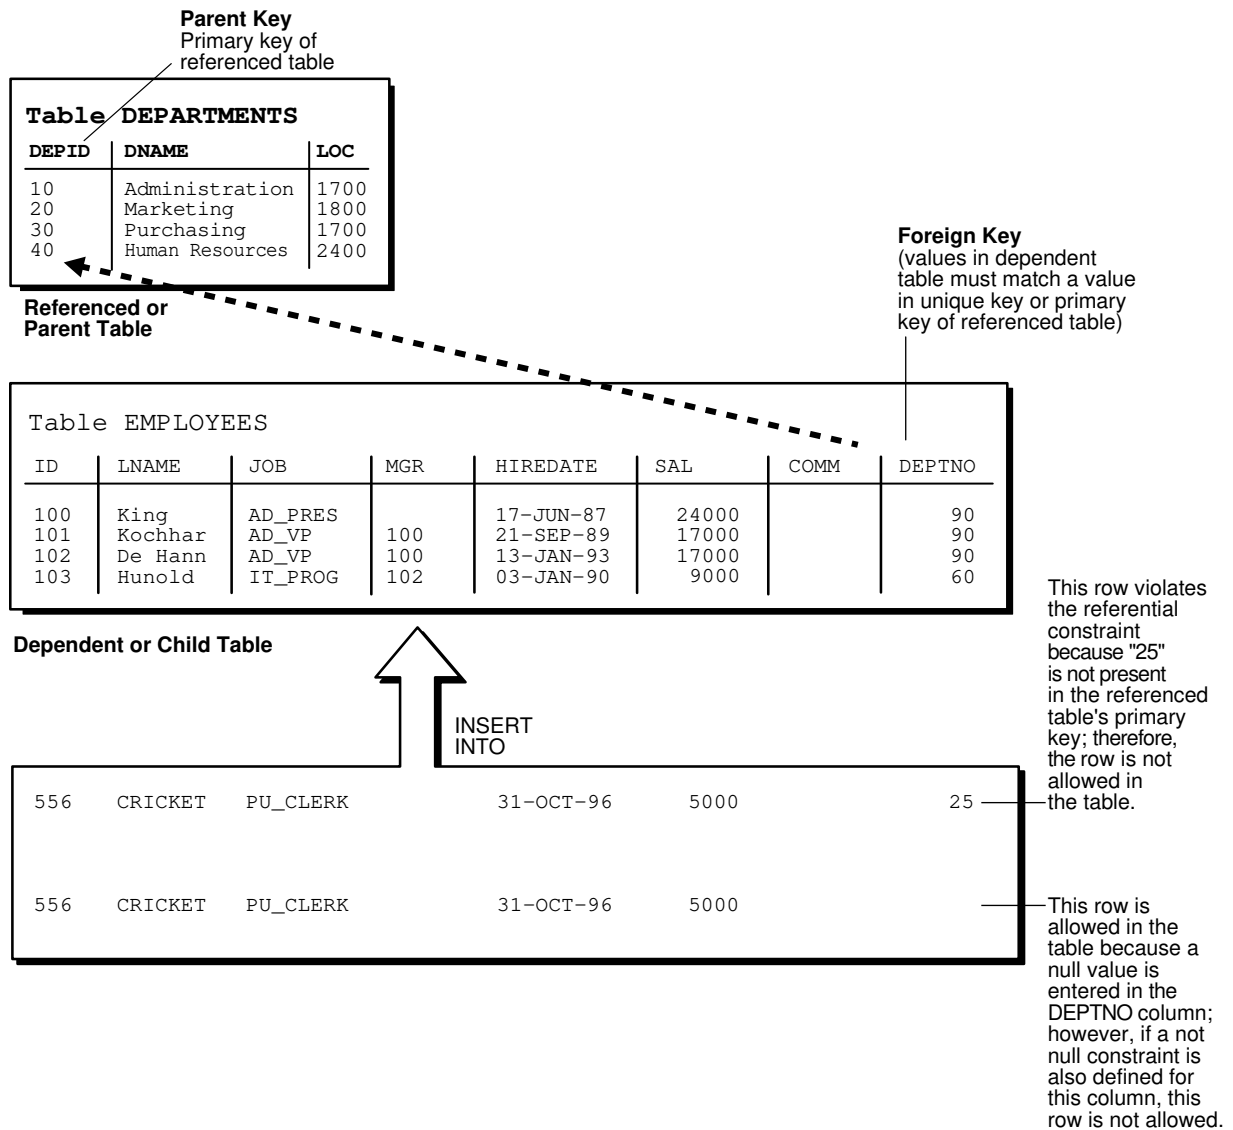 Parent Key
Primary key of
referenced table
Table DEPARTMENTS
DEPID DNAME LOC
10 Administration 1700
20 Marketing 1800
30 Purchasing 1700
40 Human Resources 2400
Referenced or
Parent Table
Foreign Key
(values in dependent
table must match a value
in unique key or primary
key of referenced table)
Table EMPLOYEES
ID LNAME JOB MGR HIREDATE SAL COMM DEPTNO
100 King AD_PRES 17-JUN-87 24000 90
101 Kochhar AD_VP 100 21-SEP-89 17000 90
102 De Hann AD_VP 100 13-JAN-93 17000 90
103 Hunold IT_PROG 102 03-JAN-90 9000 60
Dependent or Child Table
INSERT
INTO
556 CRICKET PU_CLERK 31-OCT-96 5000 25
This row violates
the referential
constraint
because "25"
is not present
in the referenced
table's primary
key; therefore,
the row is not
allowed in
the table.
556 CRICKET PU_CLERK 31-OCT-96 5000
This row is
allowed in the
table because a
null value is
entered in the
DEPTNO column;
however, if a not
null constraint is
also defined for
this column, this
row is not allowed.